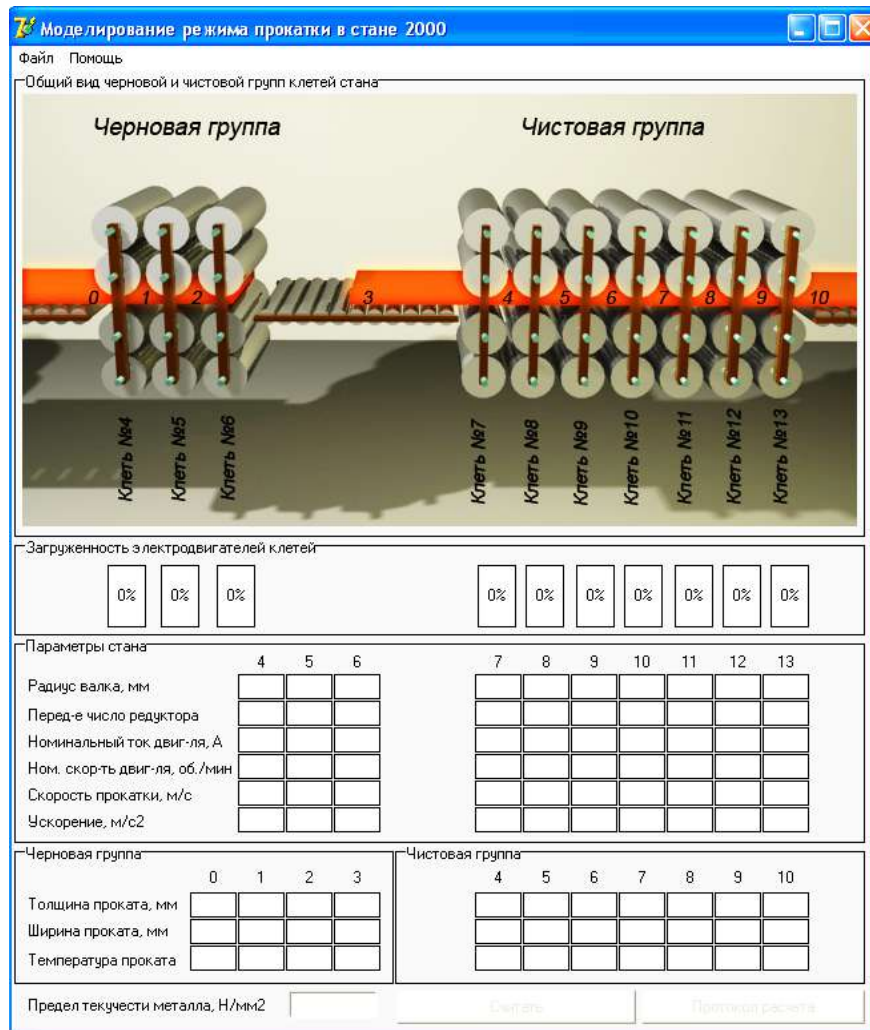 Моделирование режима прокатки в стане 2000
Файл Помощь
Общий вид черновой и чистовой групп клетей стана
Черновая группа Чистовая группа
0 1 2 3 4 5 6 7 8 9 10
Клеть №4 Клеть №5 Клеть №6 Клеть №7 Клеть №8 Клеть №9 Клеть №10 Клеть №11 Клеть №12 Клеть №13
Загруженность электродвигателей клетей
0% 0% 0% 0% 0% 0% 0% 0% 0% 0%
Параметры стана
4 5 6 7 8 9 10 11 12 13
Радиус валка, мм
Перед-е число редуктора
Номинальный ток двиг-ля, А
Ном. скор-ть двиг-ля, об./мин
Скорость прокатки, м/с
Ускорение, м/с2
Черновая группа Чистовая группа
0 1 2 3 4 5 6 7 8 9 10
Толщина проката, мм
Ширина проката, мм
Температура проката
Предел текучести металла, Н/мм2 Считать Протокол расчета